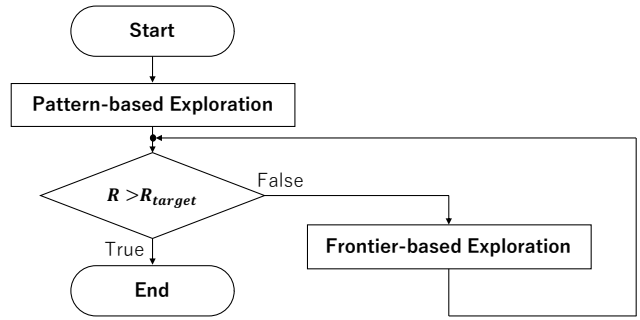 Start
Pattern-based Exploration
R >R_target
False
True
Frontier-based Exploration
End